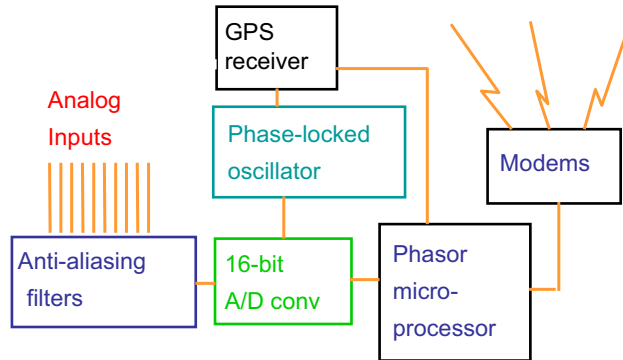 GPS
receiver
Analog
Inputs
Phase-locked
oscillator
Modems
Anti-aliasing
filters
16-bit
A/D conv
Phasor
micro-
processor